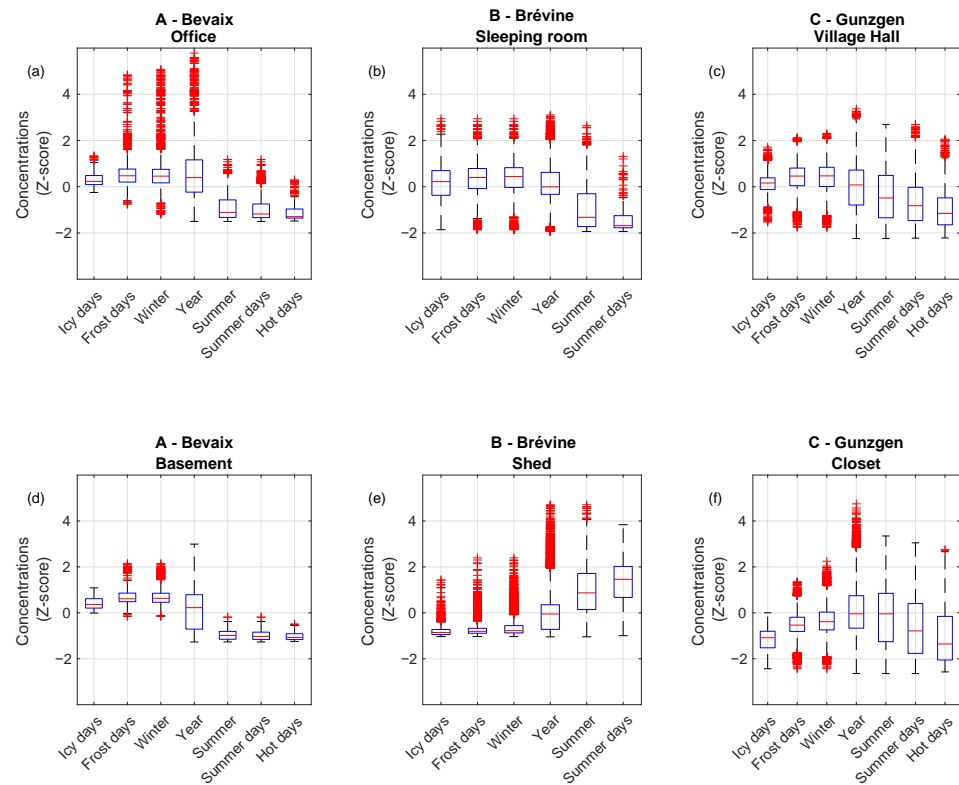 A - Bevaix
Office
(a)
Concentrations
(Z-score)
4
2
0
−2
Icy days
Frost days
Winter
Year
Summer
Summer days
Hot days
B - Brévine
Sleeping room
(b)
Concentrations
(Z-score)
4
2
0
−2
Icy days
Frost days
Winter
Year
Summer
Summer days
C - Gunzgen
Village Hall
(c)
Concentrations
(Z-score)
4
2
0
−2
Icy days
Frost days
Winter
Year
Summer
Summer days
Hot days
A - Bevaix
Basement
(d)
Concentrations
(Z-score)
4
2
0
−2
Icy days
Frost days
Winter
Year
Summer
Summer days
Hot days
B - Brévine
Shed
(e)
Concentrations
(Z-score)
4
2
0
−2
Icy days
Frost days
Winter
Year
Summer
Summer days
C - Gunzgen
Closet
(f)
Concentrations
(Z-score)
4
2
0
−2
Icy days
Frost days
Winter
Year
Summer
Summer days
Hot days